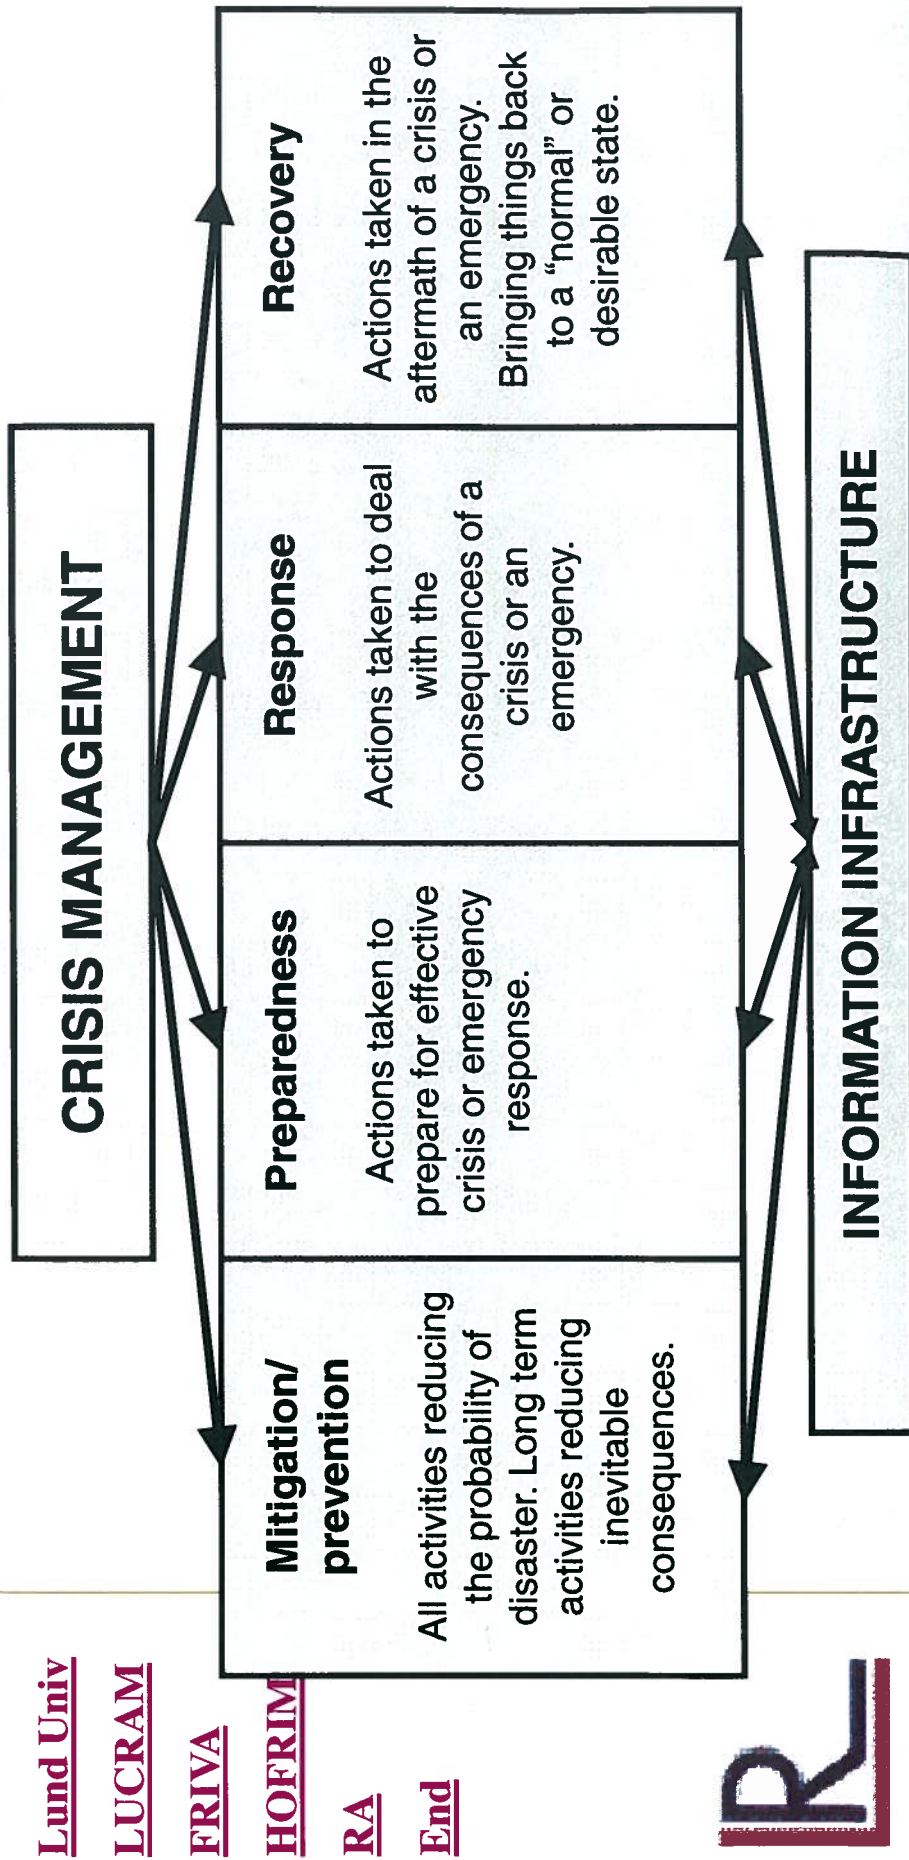 Lund Univ
LUCRAM
FRIVA
HOFRIM
RA
End
CRISIS MANAGEMENT
Mitigation/
prevention
All activities reducing
the probability of
disaster. Long term
activities reducing
inevitable
consequences.
Preparedness
Actions taken to
prepare for effective
crisis or emergency
response.
Response
Actions taken to deal
with the
consequences of a
crisis or an
emergency.
Recovery
Actions taken in the
aftermath of a crisis or
an emergency.
Bringing things back
to a “normal” or
desirable state.
INFORMATION INFRASTRUCTURE
R